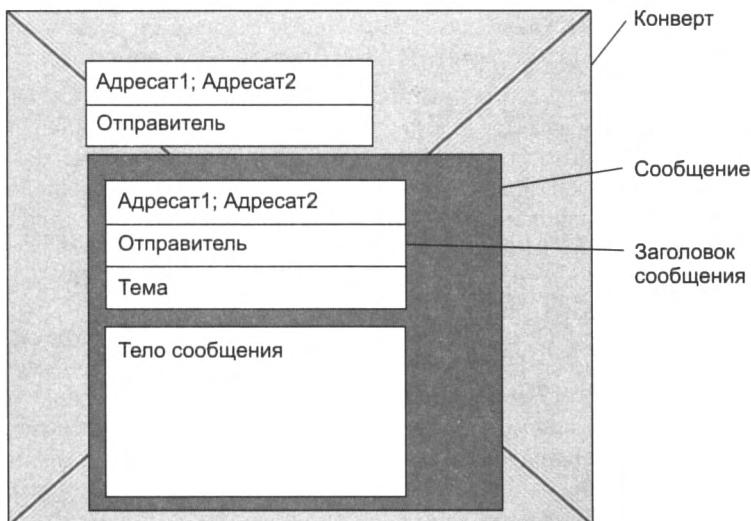 Конверт
Адресат1; Адресат2
Отправитель
Сообщение
Адресат1; Адресат2
Отправитель
Заголовок
сообщения
Тема
Тело сообщения